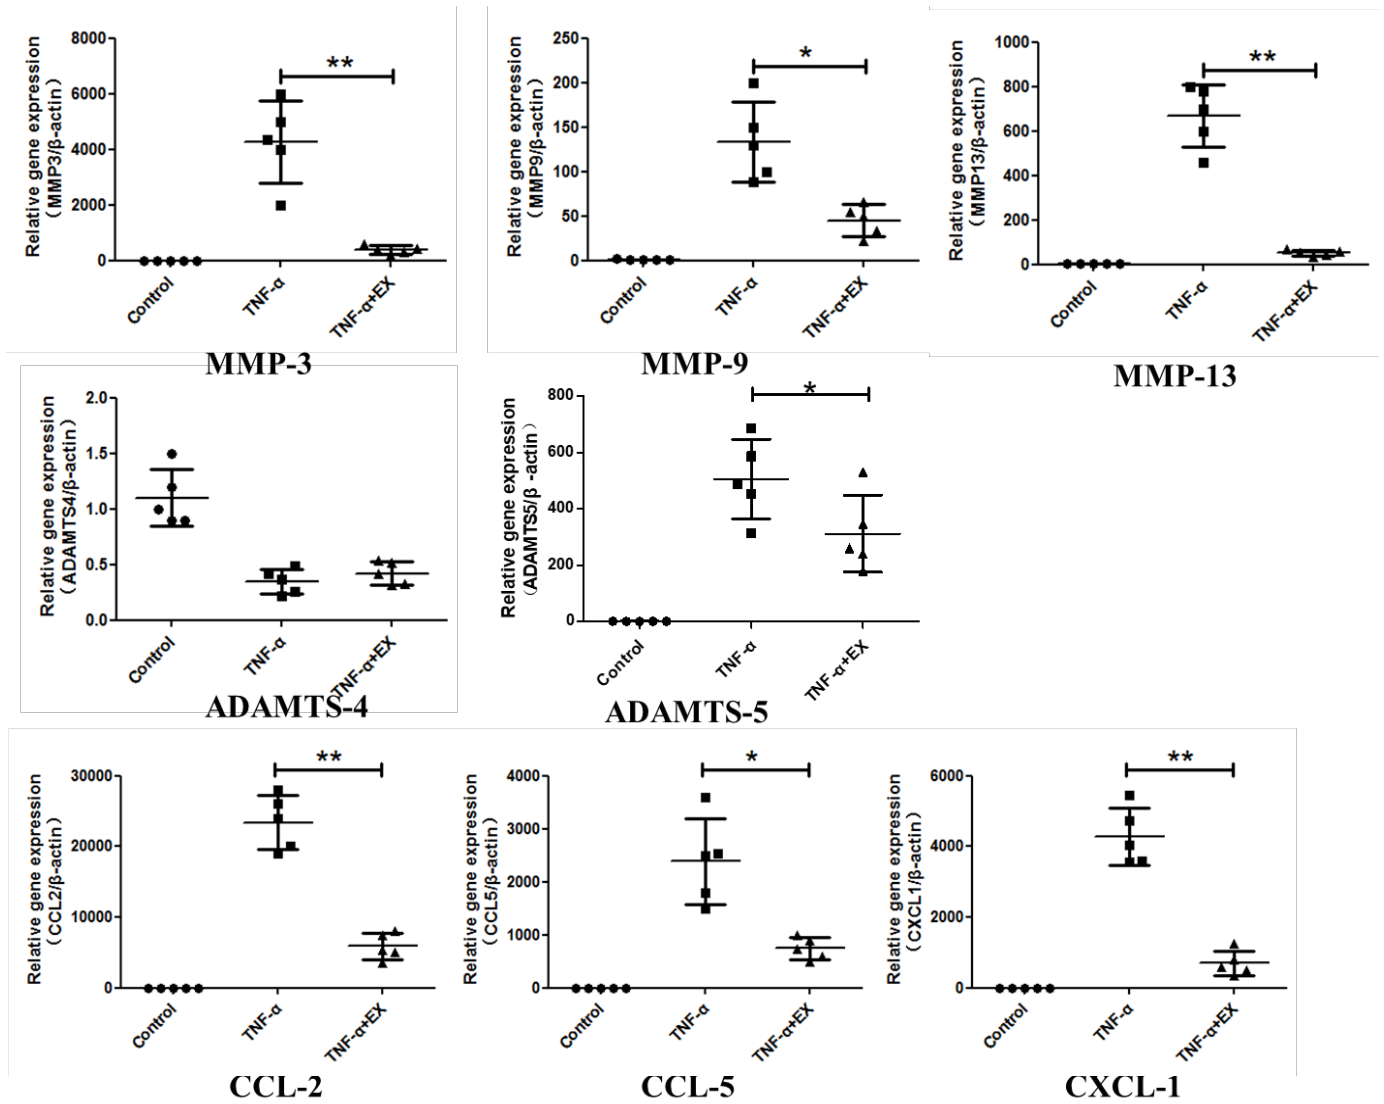 Relative gene expression
（MMP3/β-actin）
8000
6000
4000
2000
0
**
Control
TNF-α
TNF-α+EX
MMP-3
Relative gene expression
（MMP9/β-actin）
250
200
150
100
50
0
*
Control
TNF-α
TNF-α+EX
MMP-9
Relative gene expression
（MMP13/β-actin）
1000
800
600
400
200
0
**
Control
TNF-α
TNF-α+EX
MMP-13
Relative gene expression
（ADAMTS4/β-actin）
2.0
1.5
1.0
0.5
0.0
Control
TNF-α
TNF-α+EX
ADAMTS-4
Relative gene expression
（ADAMTS5/β -actin）
800
600
400
200
0
*
Control
TNF-α
TNF-α+EX
ADAMTS-5
Relative gene expression
（CCL2/β-actin）
30000
20000
10000
0
**
Control
TNF-α
TNF-α+EX
CCL-2
Relative gene expression
（CCL5/β-actin）
4000
3000
2000
1000
0
*
Control
TNF-α
TNF-α+EX
CCL-5
Relative gene expression
（CXCL1/β-actin）
6000
4000
2000
0
**
Control
TNF-α
TNF-α+EX
CXCL-1